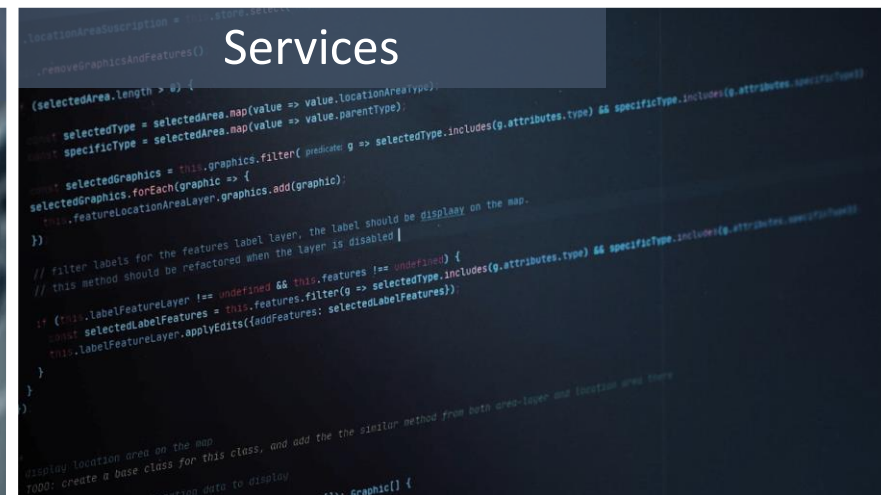 .locationAreaSuscription = this.store.select(
Services
.removeGraphicsAndFeatures()
(selectedArea.length > 0) {
const selectedType = selectedArea.map(value => value.locationAreaType);
const specificType = selectedArea.map(value => value.parentType);
const selectedGraphics = this.graphics.filter( predicate: g => selectedType.includes(g.attributes.type) && specificType.includes(g.attributes.specificType))
selectedGraphics.forEach(graphic => {
this.featureLocationAreaLayer.graphics.add(graphic);
})
// filter labels for the features label layer, the label should be displaay on the map.
// this method should be refactored when the layer is disabled
if (this.labelFeatureLayer !== undefined && this.features !== undefined) {
const selectedLabelFeatures = this.features.filter(g => selectedType.includes(g.attributes.type) && specificType.includes(g.attributes.specificType));
this.labelFeatureLayer.applyEdits({addFeatures: selectedLabelFeatures});
}
}
})
display location area on the map
TODO: create a base class for this class, and add the the similar method from both area-layer and location area there
data to display
Graphic[] {